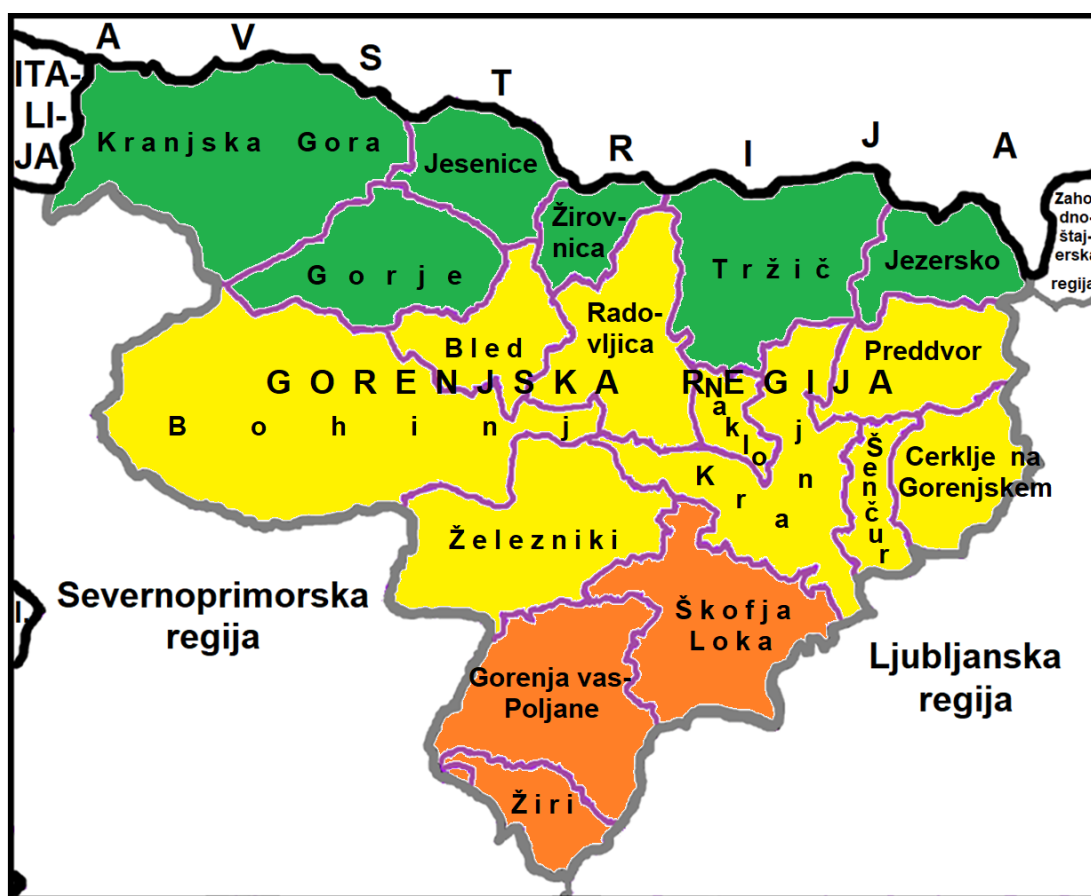 A V S T R I J A
ITA-
LI-
JA
Kranjska Gora
Jesenice
Žirov-
nica
Gorje
Tržič
Jezersko
Zaho
dno-
štaj-
erska
regija
Bled
Rado-
vljica
Preddvor
GORENJSKA REGIJA
Bohinj
Naklo
Kranj
Šenčur
Cerklje na
Gorenjskem
Železniki
Severnoprimorska
regija
I.
Škofja
Loka
Ljubljanska
regija
Gorenja vas-
Poljane
Žiri